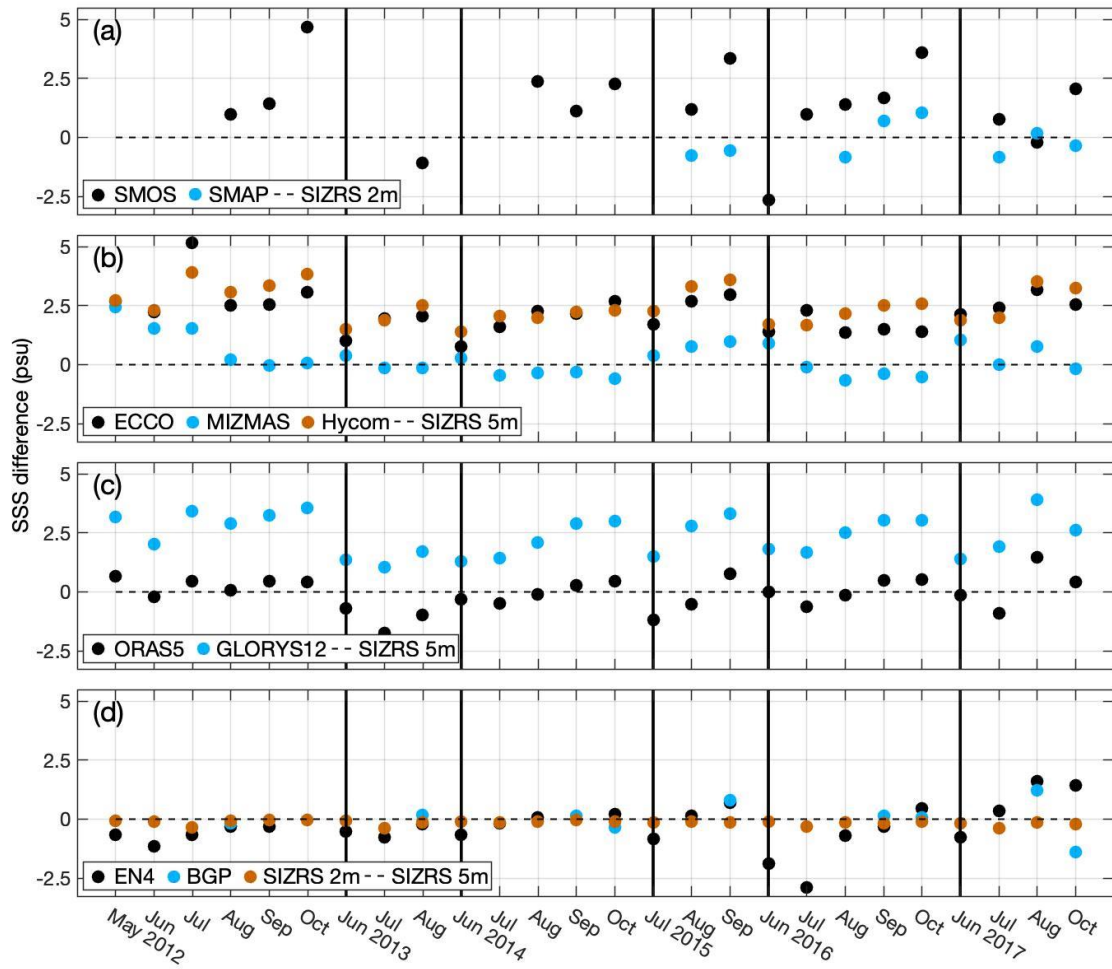 (a)
5
2.5
0
-2.5
SMOS SMAP -- SIZRS 2m
(b)
5
2.5
0
-2.5
ECCO MIZMAS Hycom -- SIZRS 5m
SSS difference (psu)
(c)
5
2.5
0
-2.5
ORAS5 GLORYS12 -- SIZRS 5m
(d)
5
2.5
0
-2.5
EN4 BGP SIZRS 2m -- SIZRS 5m
May 2012
Jun
Jul
Aug
Sep
Oct
Jun 2013
Jul
Aug
Jun 2014
Jul
Aug
Sep
Oct
Jul 2015
Aug
Sep
Jun 2016
Jul
Aug
Sep
Oct
Jun 2017
Jul
Aug
Oct